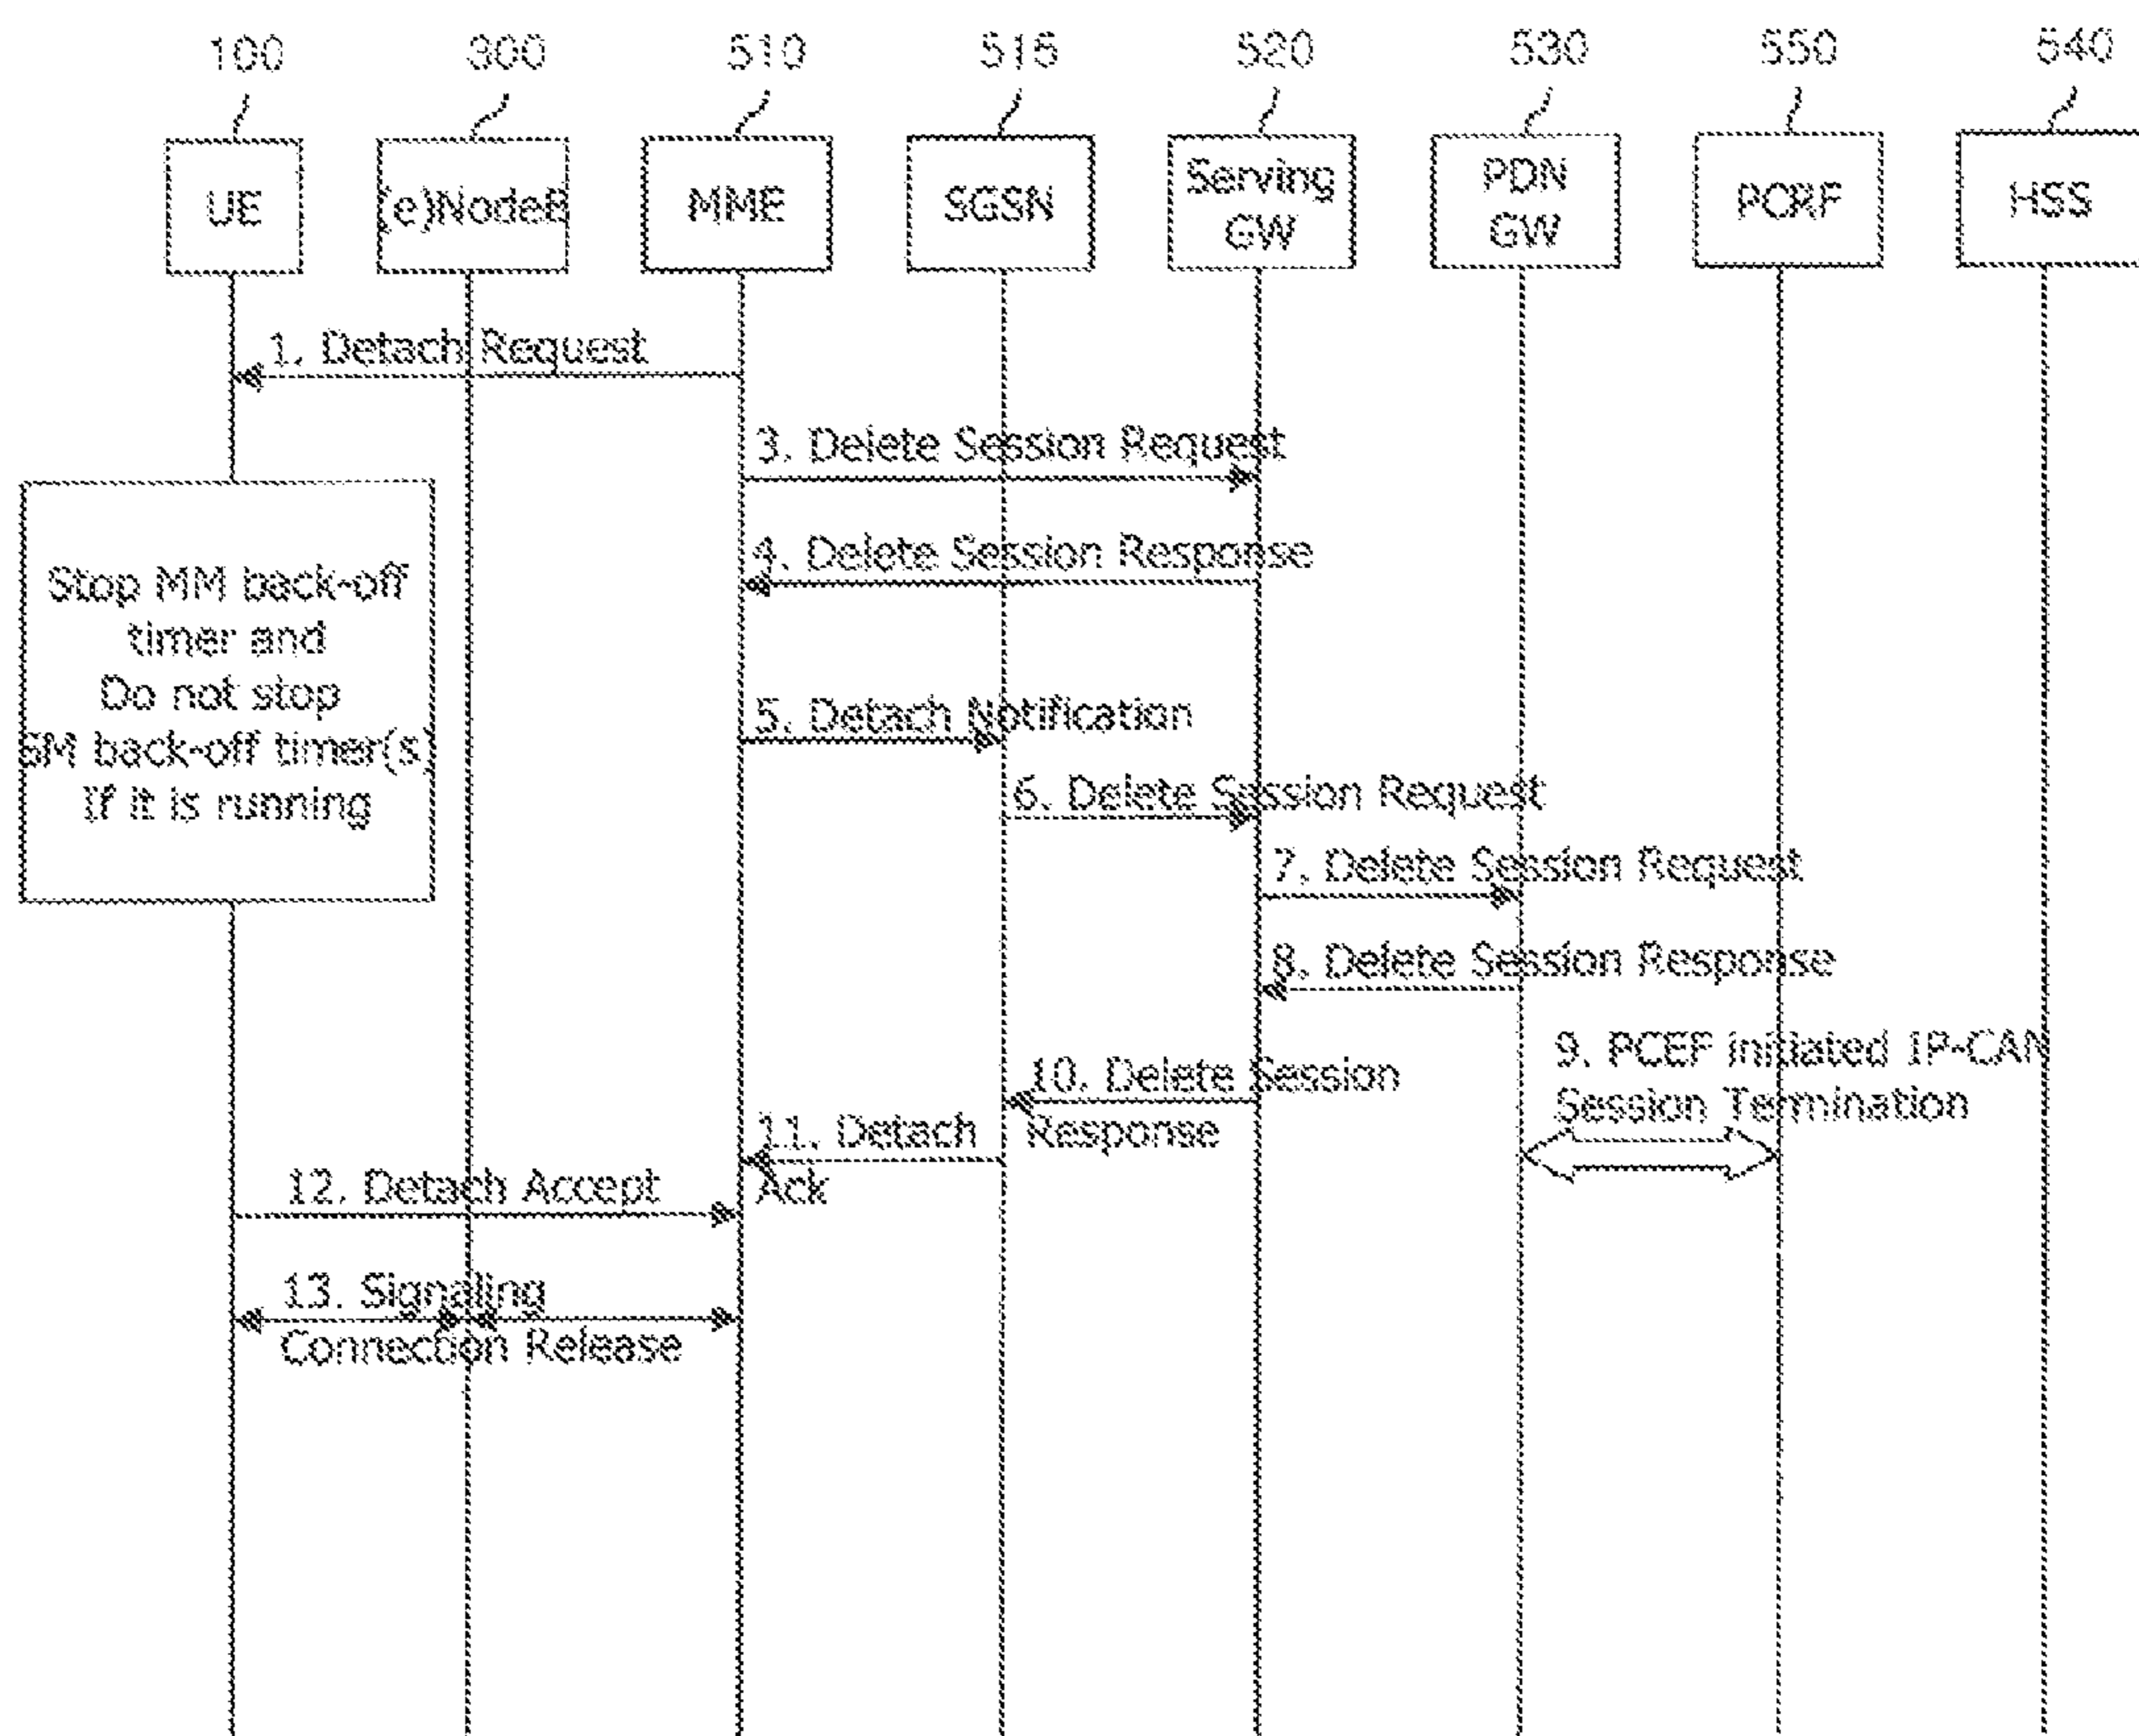 100 300 510 516 520 530 550 540
UE (e)NodeB MME SGSN Serving GW PDN GW PCRF HSS
1. Detach Request
3. Delete Session Request
4. Delete Session Response
Stop MM back-off
timer and
Do not stop
SM back-off timer(s)
If it is running
5. Detach Notification
6. Delete Session Request
7. Delete Session Request
8. Delete Session Response
9. PCEF initiated IP-CAN
Session Termination
10. Delete Session
Response
11. Detach
Ack
12. Detach Accept
13. Signaling
Connection Release